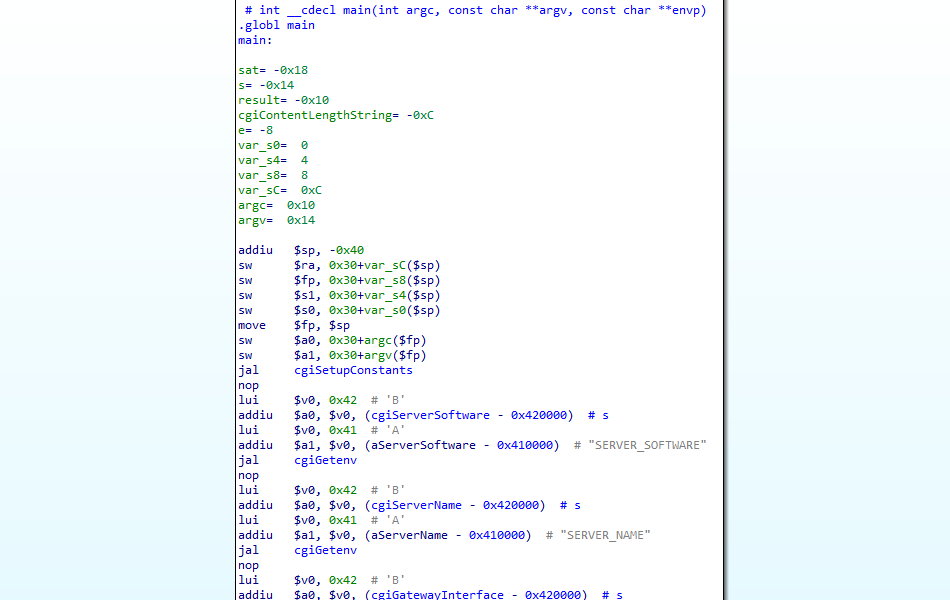 # int __cdecl main(int argc, const char **argv, const char **envp)
.globl main
main:
sat= -0x18
s= -0x14
result= -0x10
cgiContentLengthString= -0xC
e= -8
var_s0=  0
var_s4=  4
var_s8=  8
var_sC=  0xC
argc=  0x10
argv=  0x14
addiu   $sp, -0x40
sw      $ra, 0x30+var_sC($sp)
sw      $fp, 0x30+var_s8($sp)
sw      $s1, 0x30+var_s4($sp)
sw      $s0, 0x30+var_s0($sp)
move    $fp, $sp
sw      $a0, 0x30+argc($fp)
sw      $a1, 0x30+argv($fp)
jal     cgiSetupConstants
nop
lui     $v0, 0x42  # 'B'
addiu   $a0, $v0, (cgiServerSoftware - 0x420000)  # s
lui     $v0, 0x41  # 'A'
addiu   $a1, $v0, (aServerSoftware - 0x410000)  # "SERVER_SOFTWARE"
jal     cgiGetenv
nop
lui     $v0, 0x42  # 'B'
addiu   $a0, $v0, (cgiServerName - 0x420000)  # s
lui     $v0, 0x41  # 'A'
addiu   $a1, $v0, (aServerName - 0x410000)  # "SERVER_NAME"
jal     cgiGetenv
nop
lui     $v0, 0x42  # 'B'
addiu   $a0, $v0, (cgiGatewayInterface - 0x420000)  # s